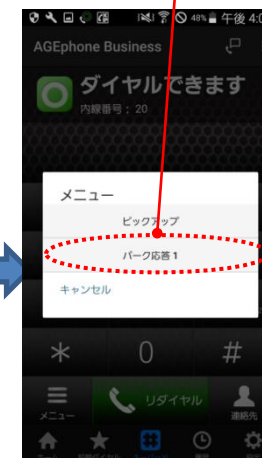 48% 午後 4:0
AGEphone Business
ダイヤルできます
内線番号: 20
メニュー
ピックアップ
パーク応答 1
キャンセル
* 0 #
メニュー リダイヤル 連絡先